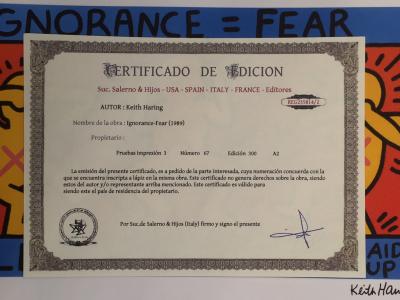 IGNORANCE = FEAR
CERTIFICADO DE EDICION
Suc. Salerno & Hijos - USA - SPAIN - ITALY - FRANCE - Editores
AUTOR : Keith Haring
Nombre de la obra : Ignorance-Fear (1989)
Propietario :
Pruebas impresión 3 Número 67 Edición 300 A2
La emisión del presente certificado, es a pedido de la parte interesada, cuya numeración concuerda con la
que se encuentra inscripta a lápiz en la misma obra. Este certificado no genera derechos sobre la obra, siendo
estos del autor y/o representante arriba mencionado. Este certificado es válido para
siendo este el país de residencia del propietario.
Por Suc.de Salerno & Hijos (Italy) firmo y signo el presente
AID
UP
Keith Har